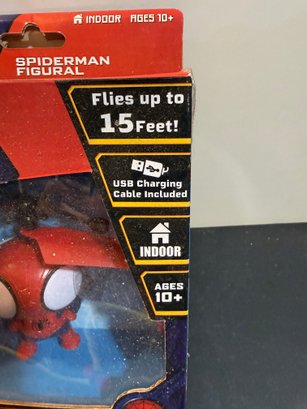 INDOOR AGES 10+
SPIDERMAN
FIGURAL
Flies up to
15 Feet!
USB Charging
Cable Included
INDOOR
AGES
10+